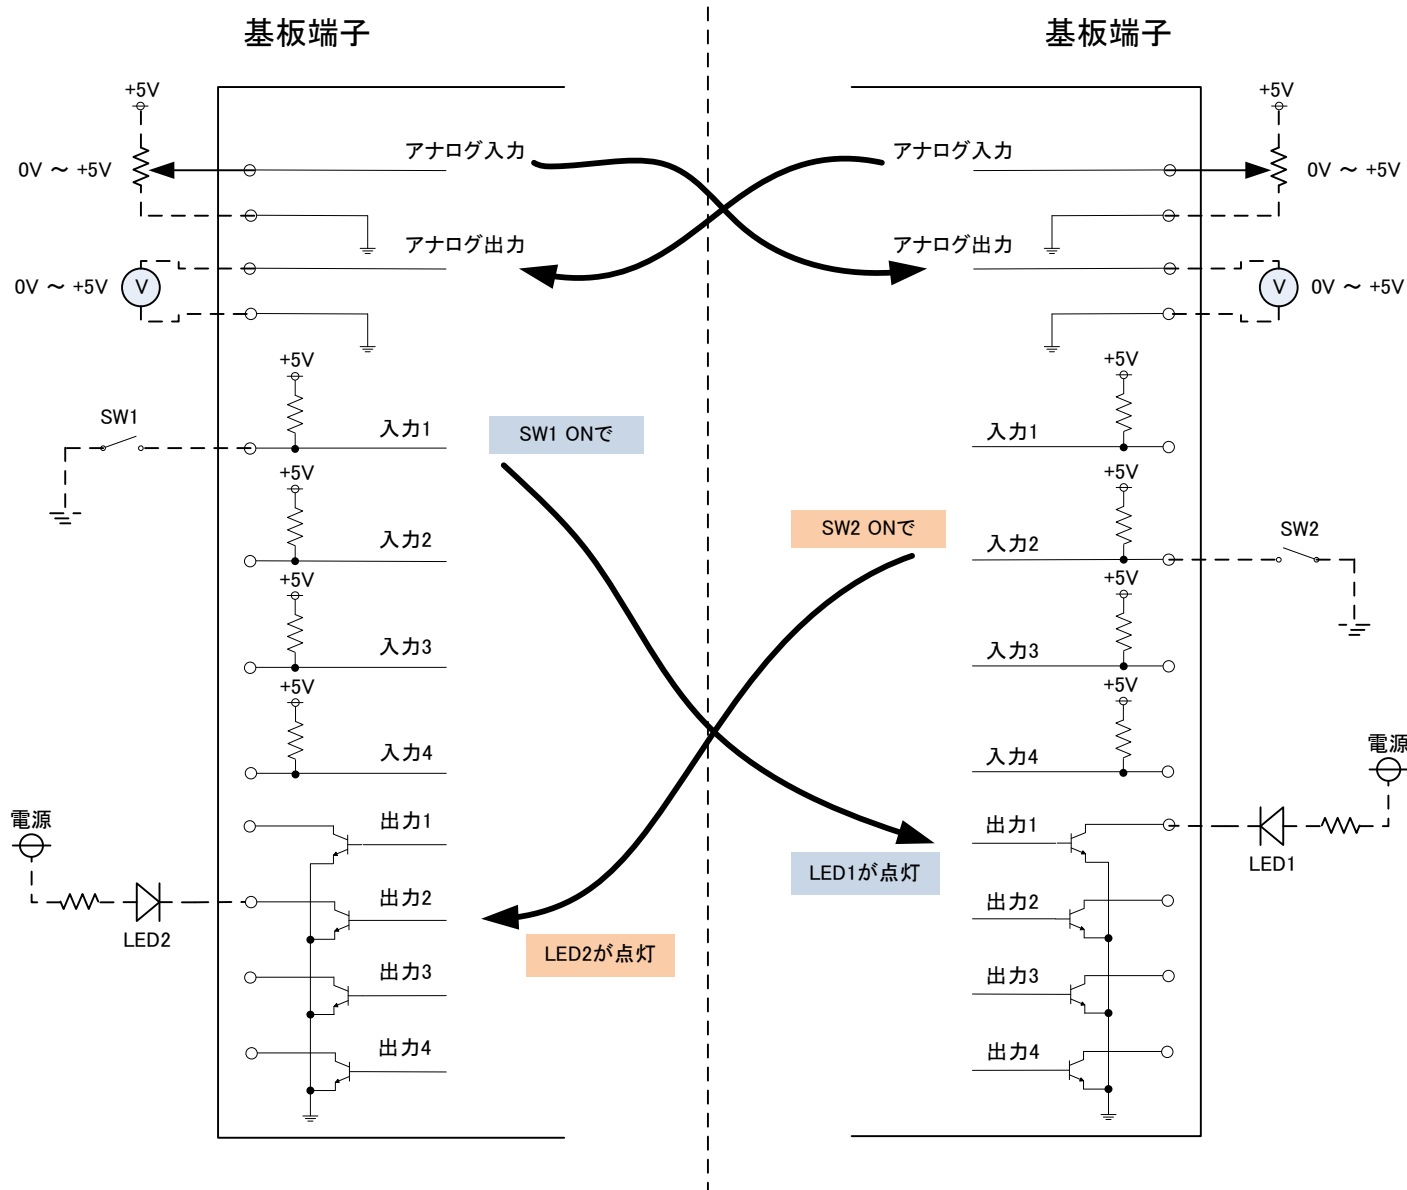 基板端子
+5V
0V ～ +5V
アナログ入力
アナログ出力
0V ～ +5V
V
+5V
SW1
入力1
SW1 ONで
+5V
入力2
+5V
入力3
+5V
入力4
電源
出力1
出力2
LED2
LED2が点灯
出力3
出力4
基板端子
+5V
アナログ入力
0V ～ +5V
アナログ出力
V
0V ～ +5V
+5V
入力1
+5V
SW2 ONで
入力2
SW2
+5V
入力3
+5V
入力4
電源
出力1
LED1
LED1が点灯
出力2
出力3
出力4